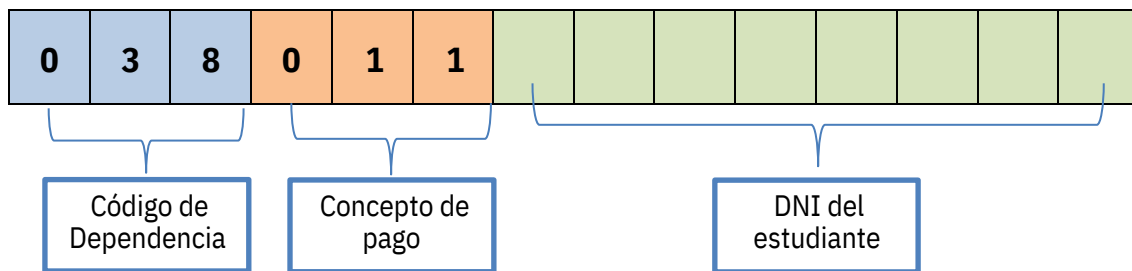 0 3 8 0 1 1
Código de
Dependencia
Concepto de
pago
DNI del
estudiante